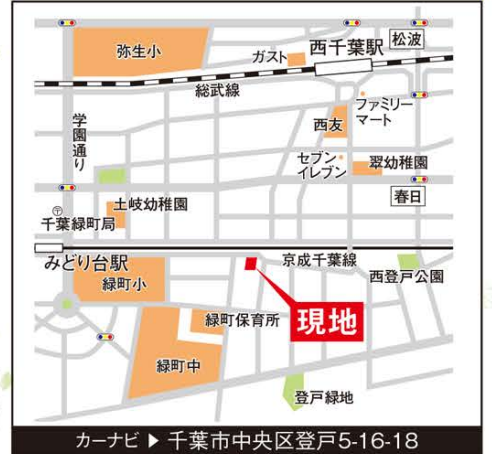 弥生小
ガスト
西千葉駅
松波
総武線
ファミリー
マート
学園通り
西友
セブン
イレブン
翠幼稚園
春日
土岐幼稚園
〒
千葉緑町局
みどり台駅
京成千葉線
西登戸公園
緑町小
緑町保育所
現地
緑町中
登戸緑地
カーナビ ▶ 千葉市中央区登戸5-16-18